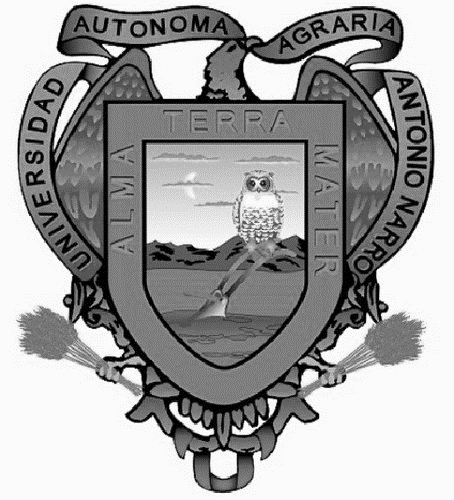 UNIVERSIDAD AUTONOMA AGRARIA ANTONIO NARRO
ALMA TERRA MATER